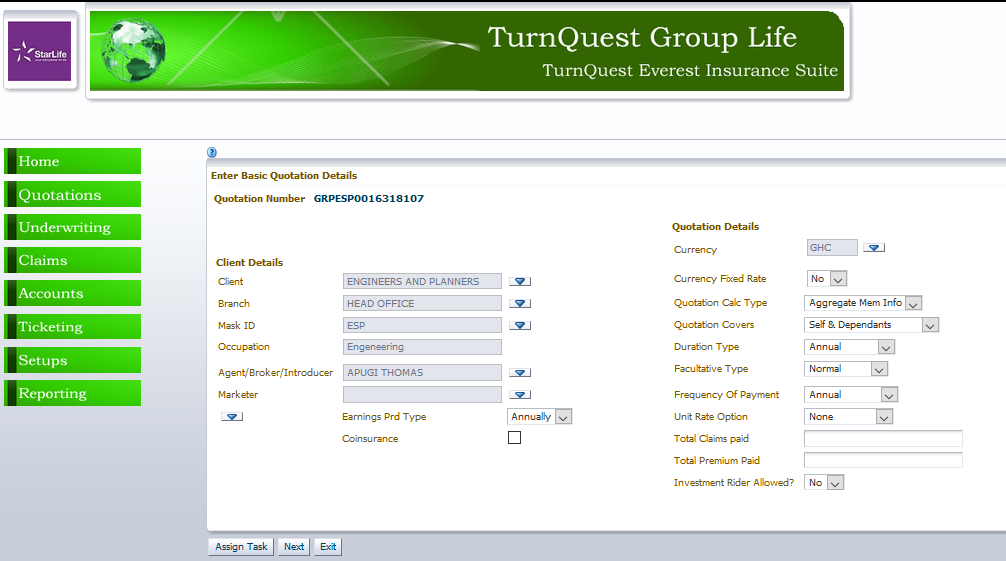 StarLife
TurnQuest Group Life
TurnQuest Everest Insurance Suite
Home
Quotations
Underwriting
Claims
Accounts
Ticketing
Setups
Reporting
?
Enter Basic Quotation Details
Quotation Number GRPESP0016318107
Client Details
Client ENGINEERS AND PLANNERS
Branch HEAD OFFICE
Mask ID ESP
Occupation Engeneering
Agent/Broker/Introducer APUGI THOMAS
Marketer
Earnings Prd Type Annually
Coinsurance
Quotation Details
Currency GHC
Currency Fixed Rate No
Quotation Calc Type Aggregate Mem Info
Quotation Covers Self & Dependants
Duration Type Annual
Facultative Type Normal
Frequency Of Payment Annual
Unit Rate Option None
Total Claims paid
Total Premium Paid
Investment Rider Allowed? No
Assign Task Next Exit